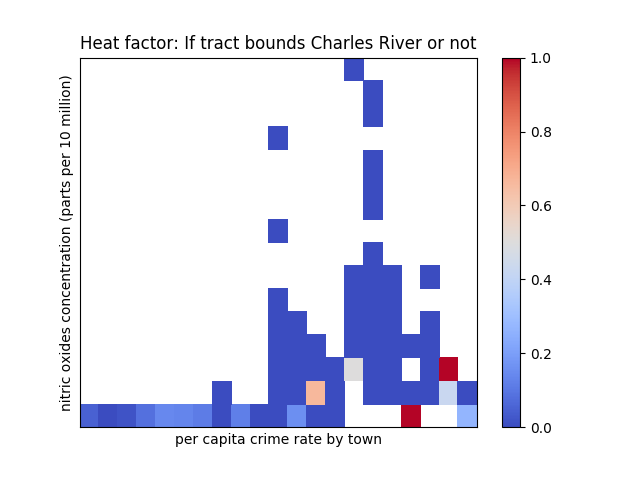 Heat factor: If tract bounds Charles River or not
nitric oxides concentration (parts per 10 million)
per capita crime rate by town
1.0
0.8
0.6
0.4
0.2
0.0